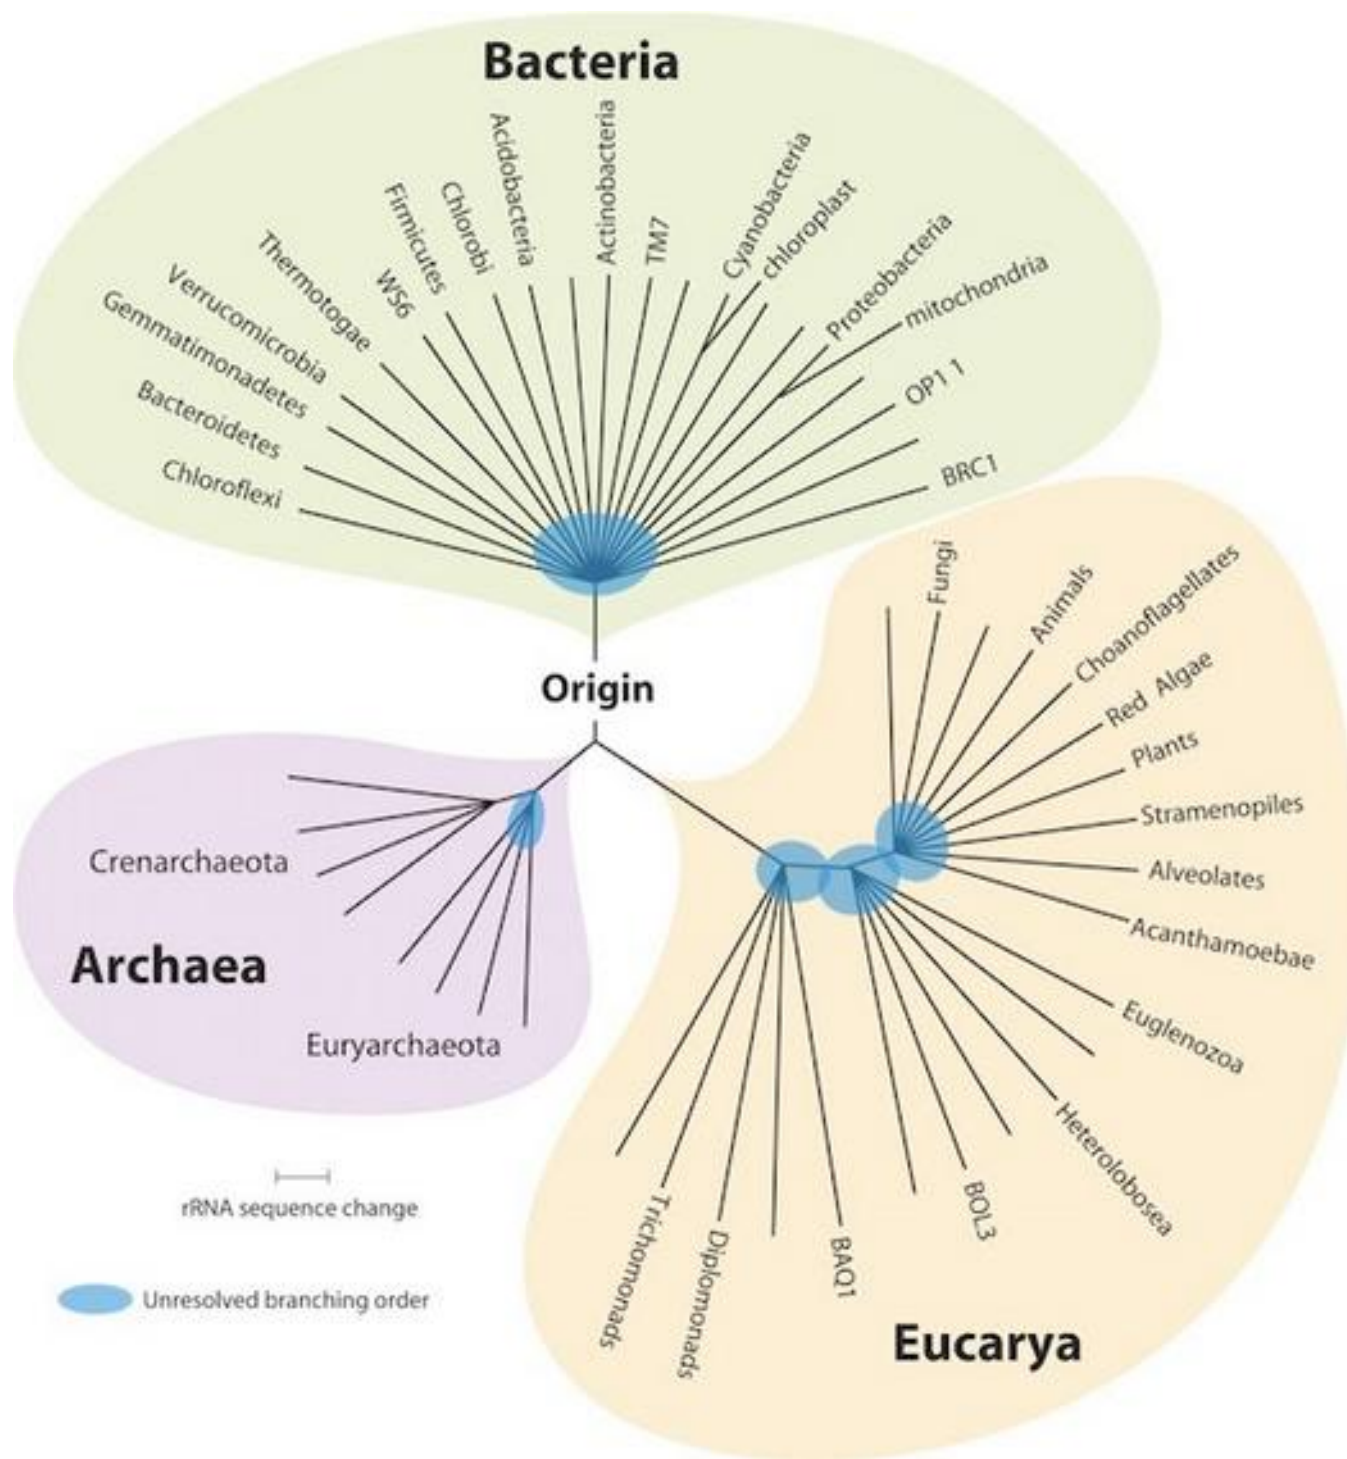 Bacteria
Chloroflexi
Bacteroidetes
Gemmatimonadetes
Verrucomicrobia
Thermotogae
WS6
Firmicutes
Chlorobi
Acidobacteria
Actinobacteria
TM7
Cyanobacteria
chloroplast
Proteobacteria
mitochondria
OP1 1
BRC1
Origin
Crenarchaeota
Archaea
Euryarchaeota
Fungi
Animals
Choanoflagellates
Red Algae
Plants
Stramenopiles
Alveolates
Acanthamoebae
Euglenozoa
Heterolobosea
BOL3
BAQ1
Diplomonads
Trichomonads
Eucarya
rRNA sequence change
Unresolved branching order